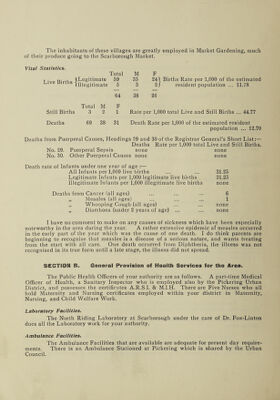 The inhabitants of these villages are greatly employed in Market Gardening, much
of their produce going to the Scarborough Market.
Vital Statistics.
Total M F
Live Births {Legitimate 59 35 24} Births Rate per 1,000 of the estimated
{Illegitimate 5 3 2} resident population ... 11.78
64 38 26
Total M F
Still Births 3 2 1 Rate per 1,000 total Live and Still Births ... 44.77
Deaths 69 38 31 Death Rate per 1,000 of the estimated resident
population ... 12.70
Deaths from Puerperal Causes, Headings 29 and 30 of the Registrar General's Short List:—
Deaths Rate per 1,000 total Live and Still Births.
No. 29. Puerperal Sepsis none none
No. 30. Other Puerperal Causes none none
Death rate of Infants under one year of age :—
All Infants per 1,000 live births ... 31.25
Legitimate Infants per 1,000 legitimate live births ... 31.25
Illegitimate Infants per 1,000 illegitimate live births none
Deaths from Cancer (all ages) ... ... 6
„ Measles (all ages) ... ... 1
„ Whooping Cough (all ages) ... none
„ Diarrhœa (under 2 years of age) ... none
I have no comment to make on any causes of sickness which have been especially
noteworthy in the area during the year. A rather extensive epidemic of measles occurred
in the early part of the year which was the cause of one death. I do think parents are
beginning to recognise that measles is a disease of a serious nature, and wants treating
from the start with all care. One death occurred from Diphtheria, the illness was not
recognised in its true form until a late stage, the illness did not spread.
SECTION B. General Provision of Health Services for the Area.
The Public Health Officers of your authority are as follows. A part-time Medical
Officer of Health, a Sanitary Inspector who is employed also by the Pickering Urban
District, and possesses the certificates A.R.S.I. & M.I.H. There are Five Nurses who all
hold Maternity and Nursing certificates employed within your district in Maternity,
Nursing, and Child Welfare Work.
Laboratory Facilities.
The North Riding Laboratory at Scarborough under the care of Dr. Fox-Linton
does all the Laboratory work for your authority.
Ambulance Facilities.
The Ambulance Facilities that are available are adequate for present day require-
ments. There is an Ambulance Stationed at Pickering which is shared by the Urban
Council.